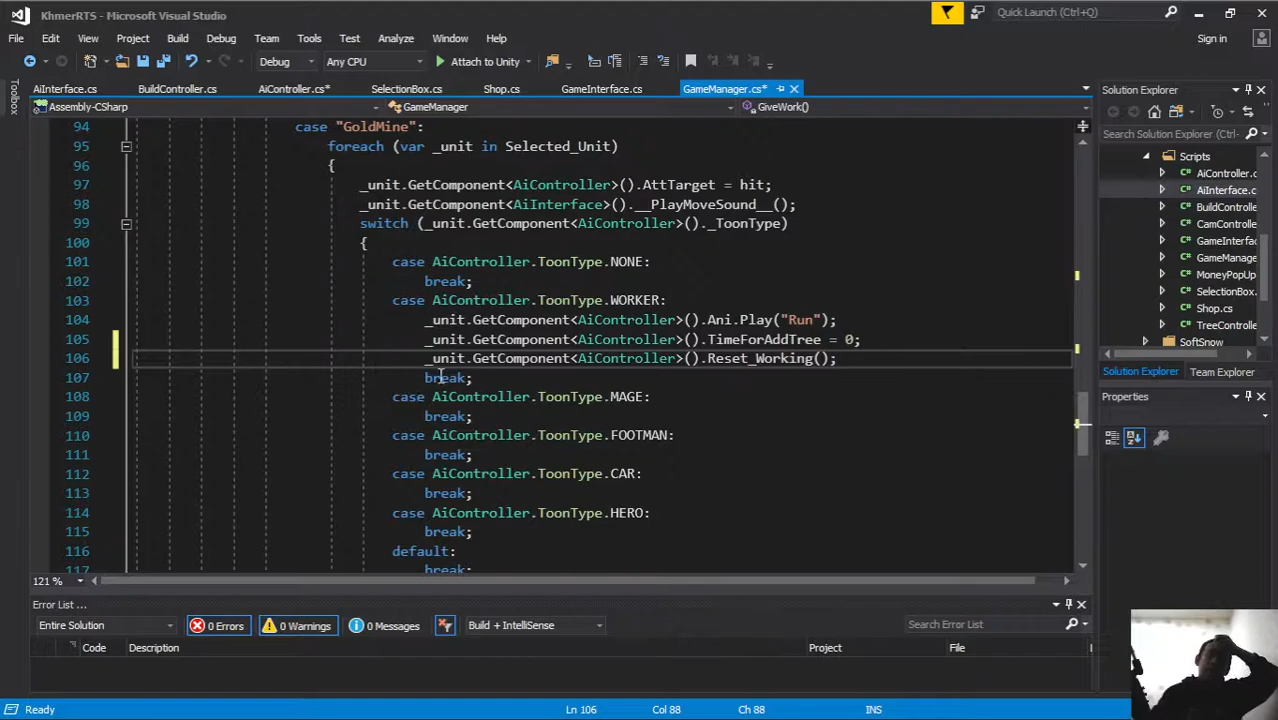 KhmerRTS - Microsoft Visual Studio
Quick Launch (Ctrl+Q)
File Edit View Project Build Debug Team Tools Test Analyze Window Help
Sign in
Debug Any CPU Attach to Unity
Toolbox
AiInterface.cs BuildController.cs AiController.cs* SelectionBox.cs Shop.cs GameInterface.cs GameManager.cs*
Assembly-CSharp GameManager GiveWork()
94 case "GoldMine":
95 foreach (var _unit in Selected_Unit)
96 {
97 _unit.GetComponent<AiController>().AttTarget = hit;
98 _unit.GetComponent<AiInterface>().__PlayMoveSound__();
99 switch (_unit.GetComponent<AiController>()._ToonType)
100 {
101 case AiController.ToonType.NONE:
102 break;
103 case AiController.ToonType.WORKER:
104 _unit.GetComponent<AiController>().Ani.Play("Run");
105 _unit.GetComponent<AiController>().TimeForAddTree = 0;
106 _unit.GetComponent<AiController>().Reset_Working();
107 break;
108 case AiController.ToonType.MAGE:
109 break;
110 case AiController.ToonType.FOOTMAN:
111 break;
112 case AiController.ToonType.CAR:
113 break;
114 case AiController.ToonType.HERO:
115 break;
116 default:
117 break;
121 %
Solution Explorer
Search Solution Explorer
Scripts
AiController.c
AiInterface.c
BuildControlle
CamControlle
GameInterfac
GameManage
MoneyPopUp
SelectionBox.
Shop.cs
TreeControlle
SoftSnow
Solution Explorer Team Explorer
Properties
Error List ...
Entire Solution 0 Errors 0 Warnings 0 Messages Build + IntelliSense Search Error List
Code Description Project File
Ready Ln 106 Col 88 Ch 88 INS